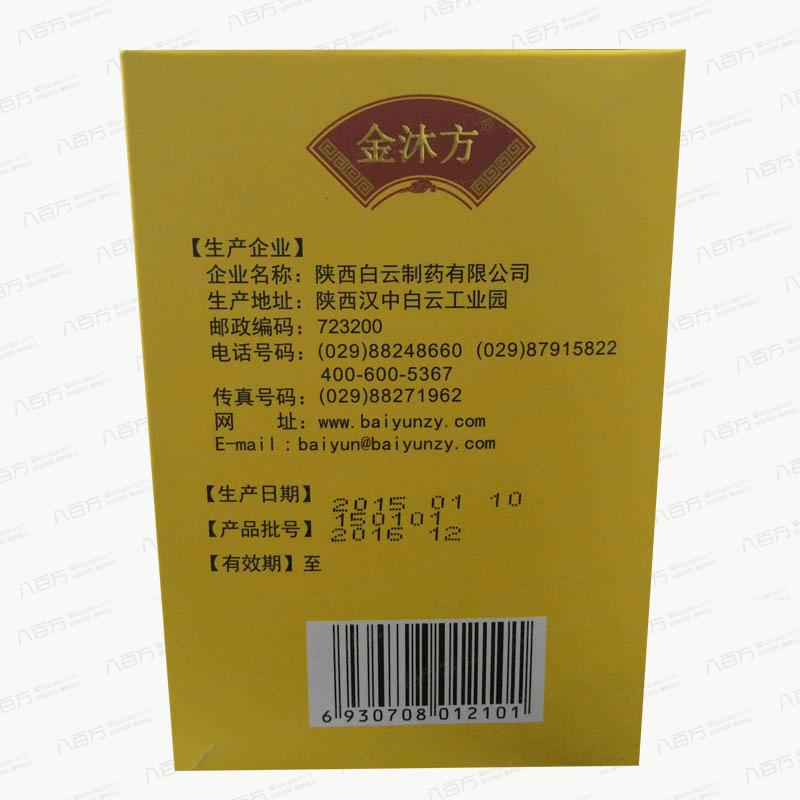 金沐方®
【生产企业】
企业名称：陕西白云制药有限公司
生产地址：陕西汉中白云工业园
邮政编码：723200
电话号码：(029)88248660 (029)87915822
400-600-5367
传真号码：(029)88271962
网 址：www.baiyunzy.com
E-mail：baiyun@baiyunzy.com
【生产日期】 2015 01 10
【产品批号】 150101
2016 12
【有效期】至
6 930708 012101
八百方